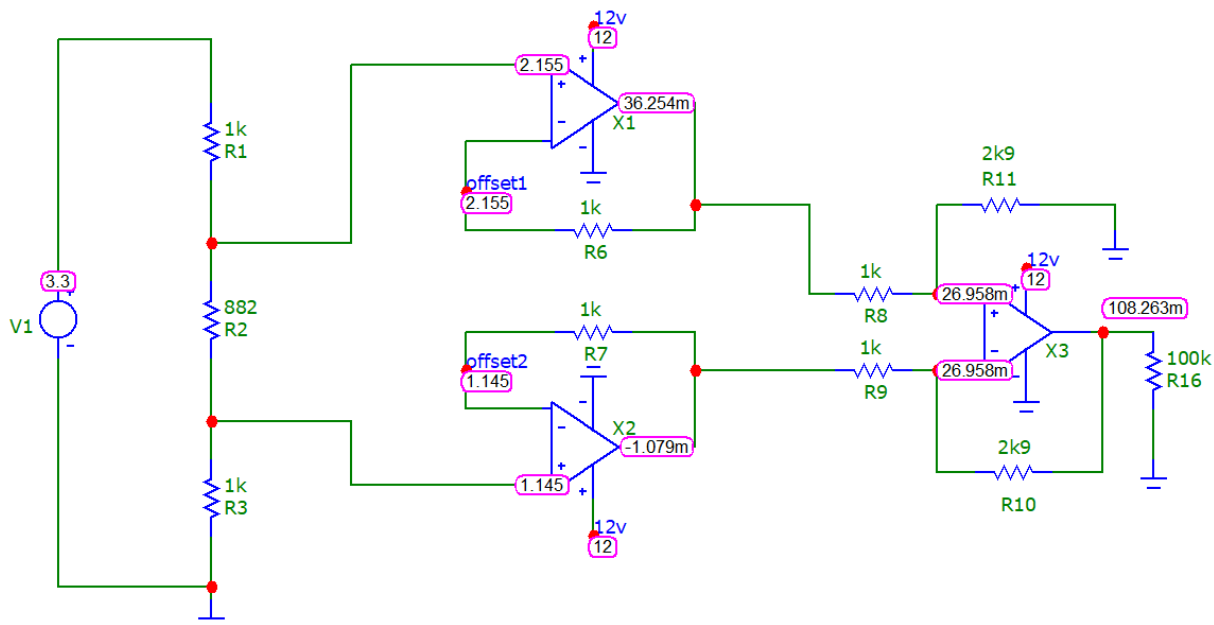 12v
12
2.155
+
-
36.254m
X1
+
-
1k
R1
offset1
2.155
1k
R6
2k9
R11
3.3
+
V1
-
882
R2
1k
R8
12v
12
+
26.958m
108.263m
+
-
X3
1k
R7
offset2
1.145
-
1k
R9
26.958m
-
100k
R16
X2
-
+
-1.079m
1.145
+
1k
R3
2k9
R10
12v
12